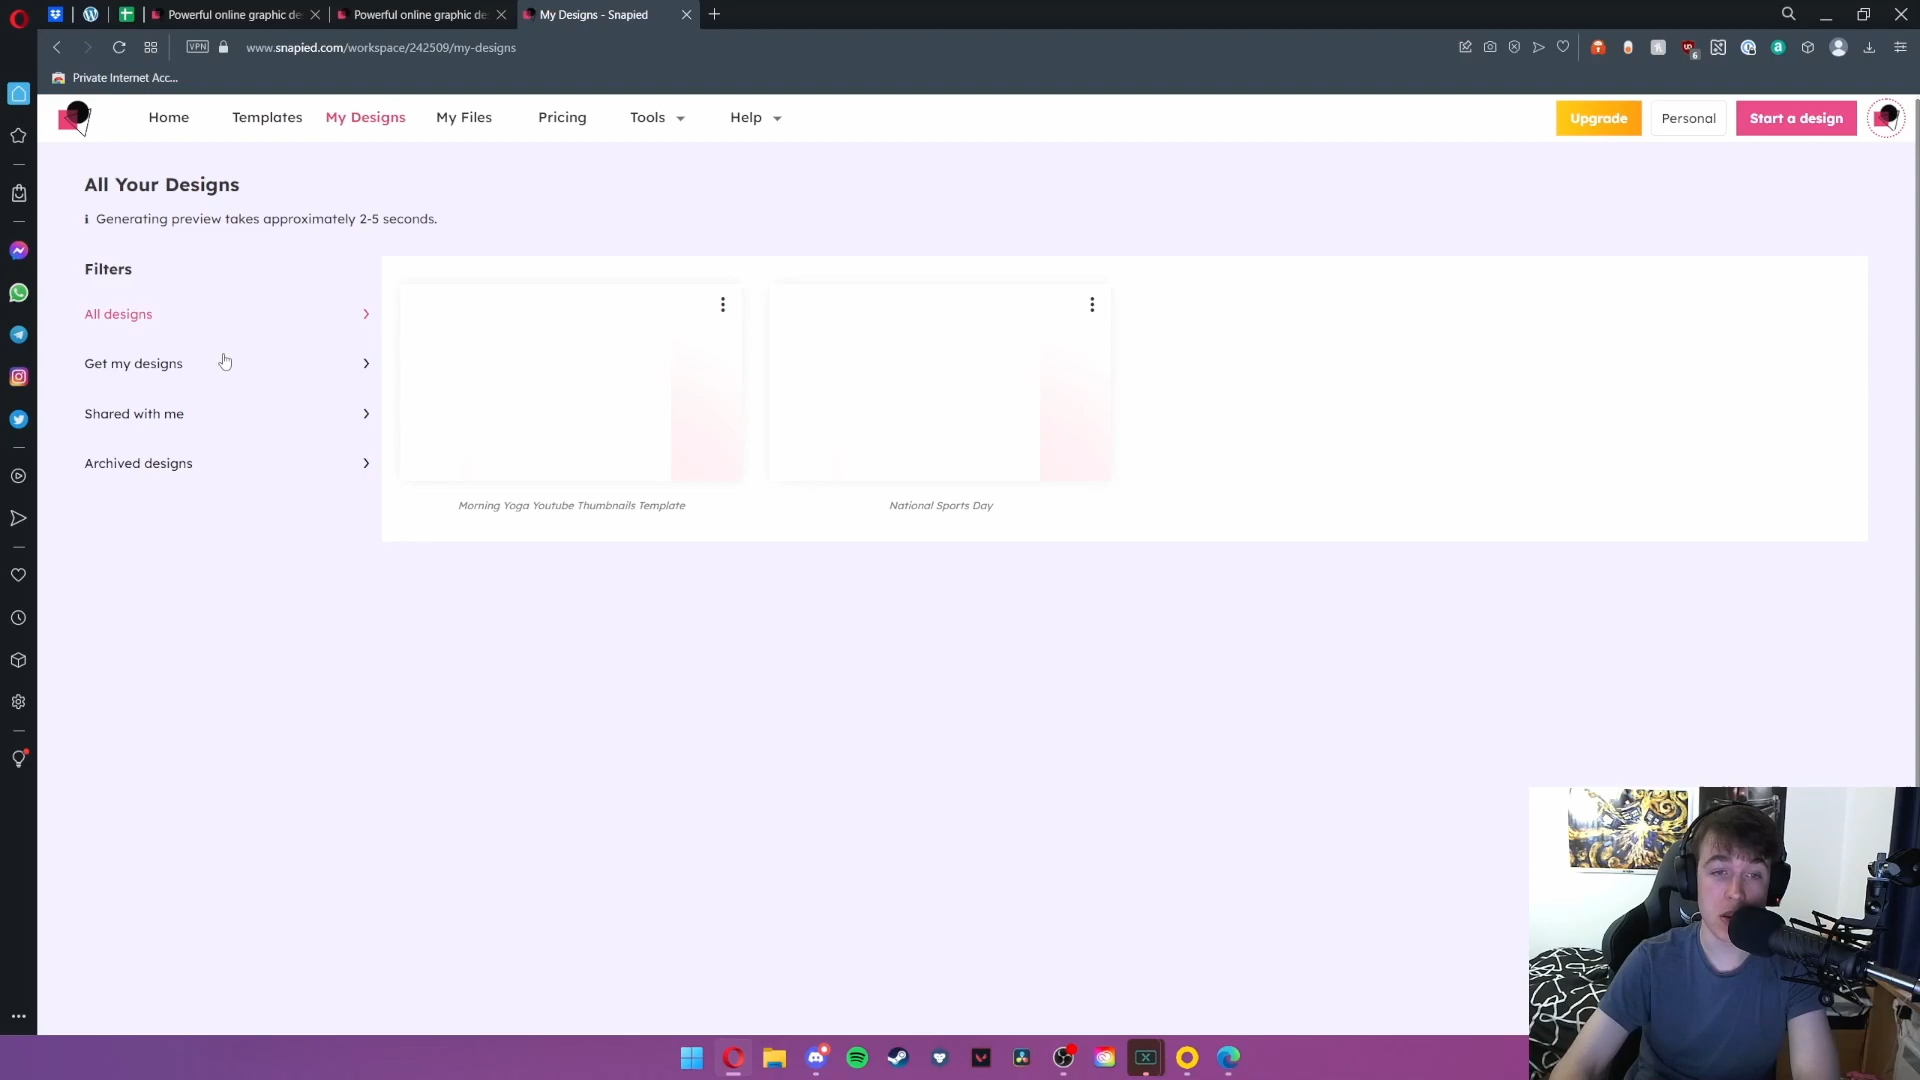 Powerful online graphic de
Powerful online graphic de
My Designs - Snapied
VPN
www.snapied.com/workspace/242509/my-designs
6
Private Internet Acc...
Home
Templates
My Designs
My Files
Pricing
Tools
Help
Upgrade
Personal
Start a design
All Your Designs
i Generating preview takes approximately 2-5 seconds.
Filters
All designs
Get my designs
Shared with me
Archived designs
Morning Yoga Youtube Thumbnails Template
National Sports Day